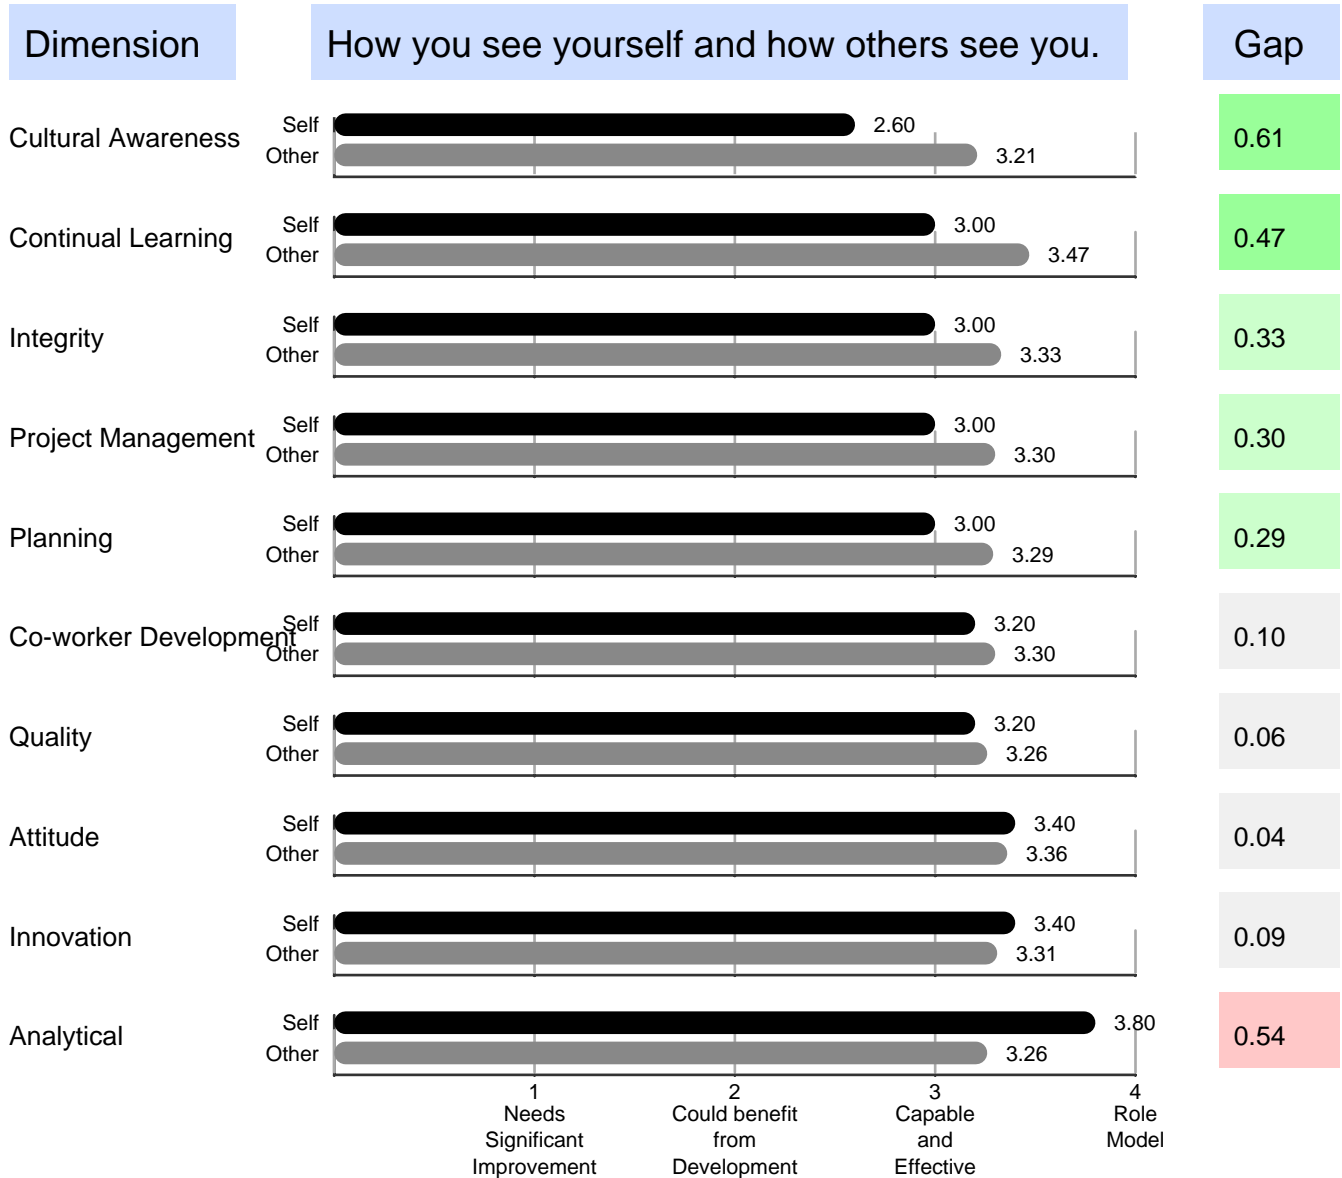 Dimension How you see yourself and how others see you. Gap
Cultural Awareness Self 2.60 0.61
Other 3.21
Continual Learning Self 3.00 0.47
Other 3.47
Integrity Self 3.00 0.33
Other 3.33
Project Management Self 3.00 0.30
Other 3.30
Planning Self 3.00 0.29
Other 3.29
Co-worker Development Self 3.20 0.10
Other 3.30
Quality Self 3.20 0.06
Other 3.26
Attitude Self 3.40 0.04
Other 3.36
Innovation Self 3.40 0.09
Other 3.31
Analytical Self 3.80 0.54
Other 3.26
1 2 3 4
Needs Could benefit Capable Role
Significant from and Model
Improvement Development Effective